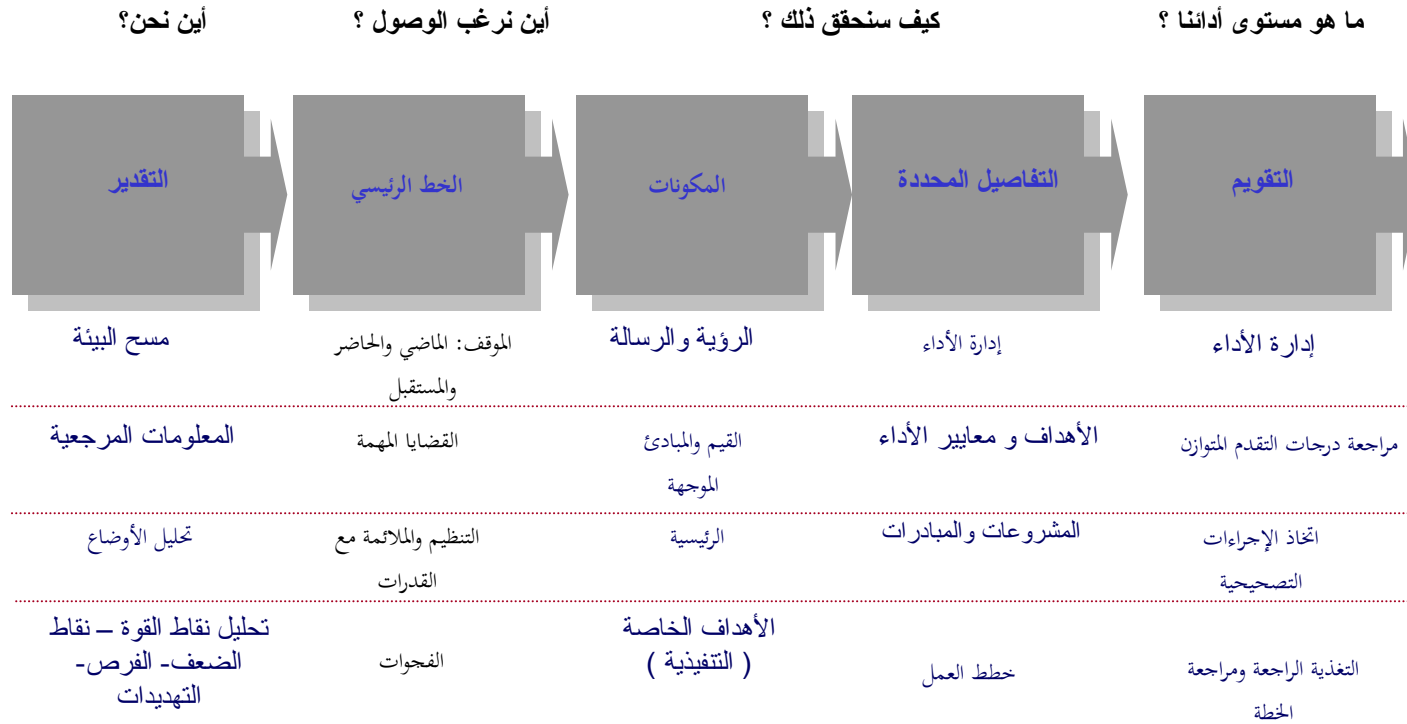 أين نحن؟
أين نرغب الوصول ؟
كيف سنحقق ذلك ؟
ما هو مستوى أدائنا ؟
التقدير
الخط الرئيسي
المكونات
التفاصيل المحددة
التقويم
مسح البيئة
الموقف: الماضي والحاضر
والمستقبل
الرؤية والرسالة
إدارة الأداء
إدارة الأداء
المعلومات المرجعية
القضايا المهمة
القيم والمبادئ
الموجهة
الأهداف و معايير الأداء
مراجعة درجات التقدم المتوازن
تحليل الأوضاع
التنظيم والملائمة مع
القدرات
الرئيسية
المشروعات والمبادرات
اتخاذ الإجراءات
التصحيحية
تحليل نقاط القوة – نقاط
الضعف- الفرص-
التهديدات
الفجوات
الأهداف الخاصة
( التنفيذية )
خطط العمل
التغذية الراجعة ومراجعة
الخطة